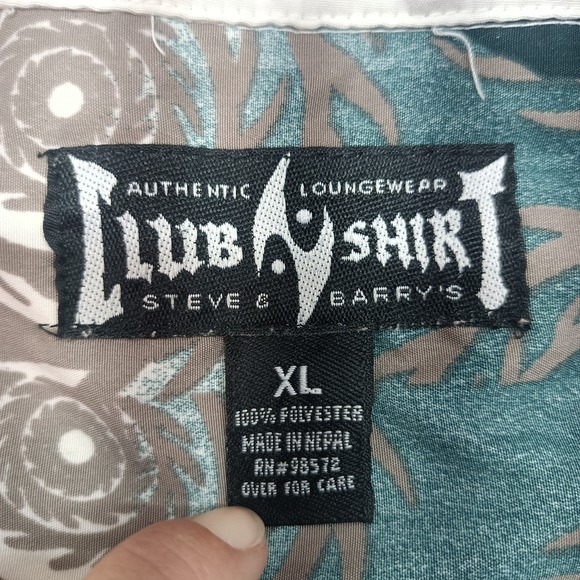 AUTHENTIC LOUNGEWEAR
CLUB SHIRT
STEVE & BARRY'S
XL
100% POLYESTER
MADE IN NEPAL
RN#98572
OVER FOR CARE